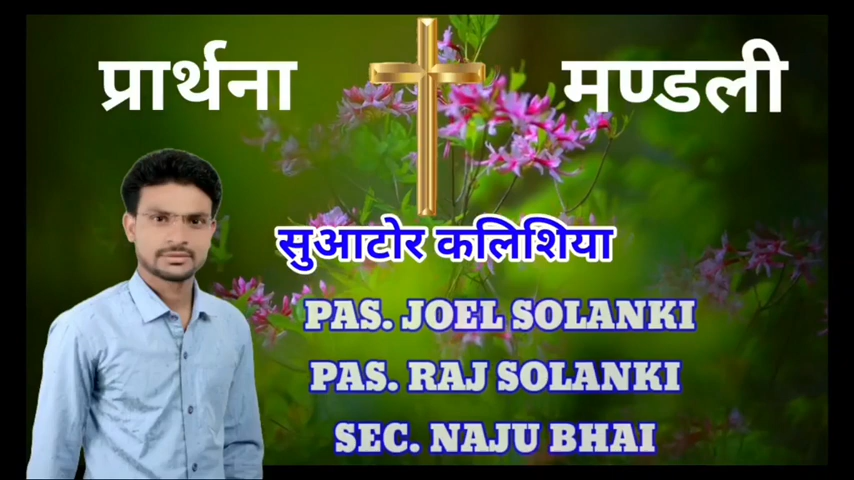 प्रार्थना मण्डली
सुआटोर कलिशिया
PAS. JOEL SOLANKI
PAS. RAJ SOLANKI
SEC. NAJU BHAI